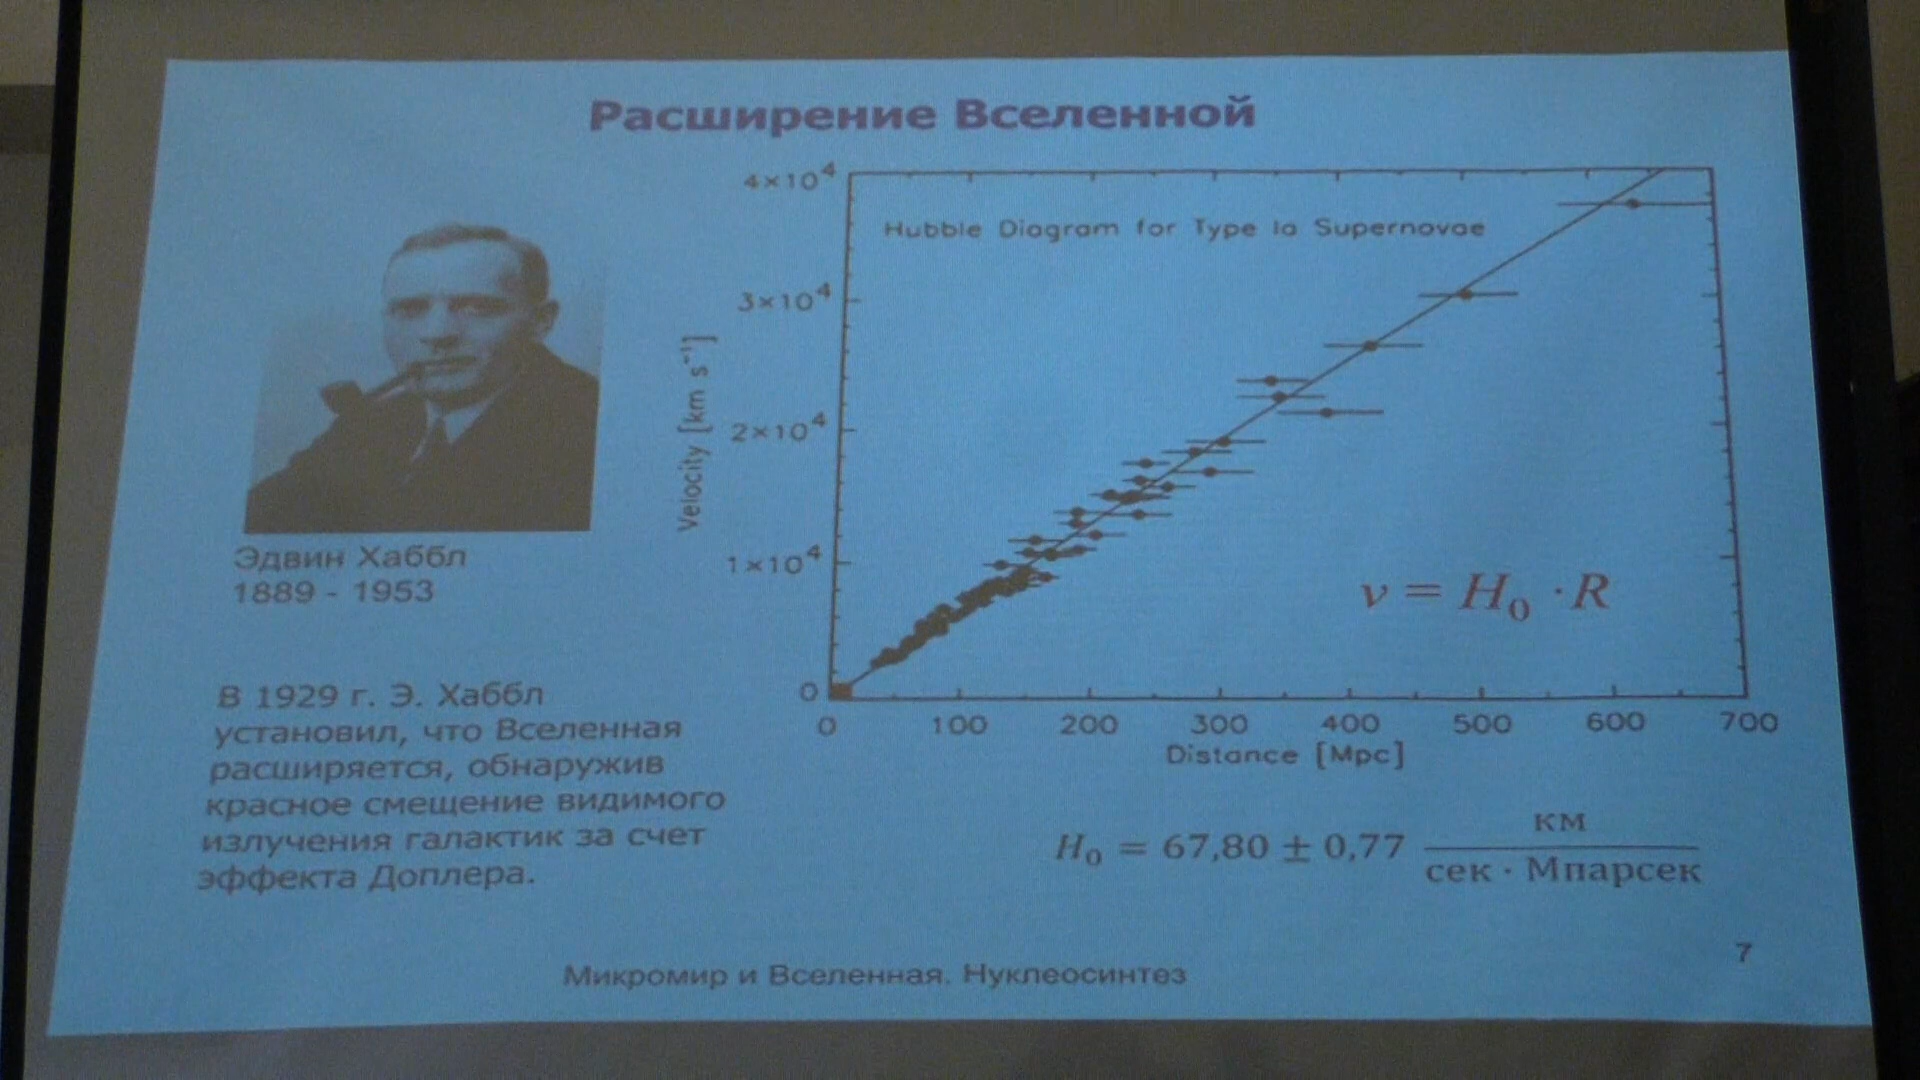 Расширение Вселенной
Эдвин Хаббл
1889 - 1953
В 1929 г. Э. Хаббл
установил, что Вселенная
расширяется, обнаружив
красное смещение видимого
излучения галактик за счет
эффекта Доплера.
Hubble Diagram for Type Ia Supernovae
Velocity [km s⁻¹]
4×10⁴
3×10⁴
2×10⁴
1×10⁴
0
0 100 200 300 400 500 600 700
Distance [Mpc]
v = H₀ · R
H₀ = 67,80 ± 0,77 км
сек · Мпарсек
7
Микромир и Вселенная. Нуклеосинтез